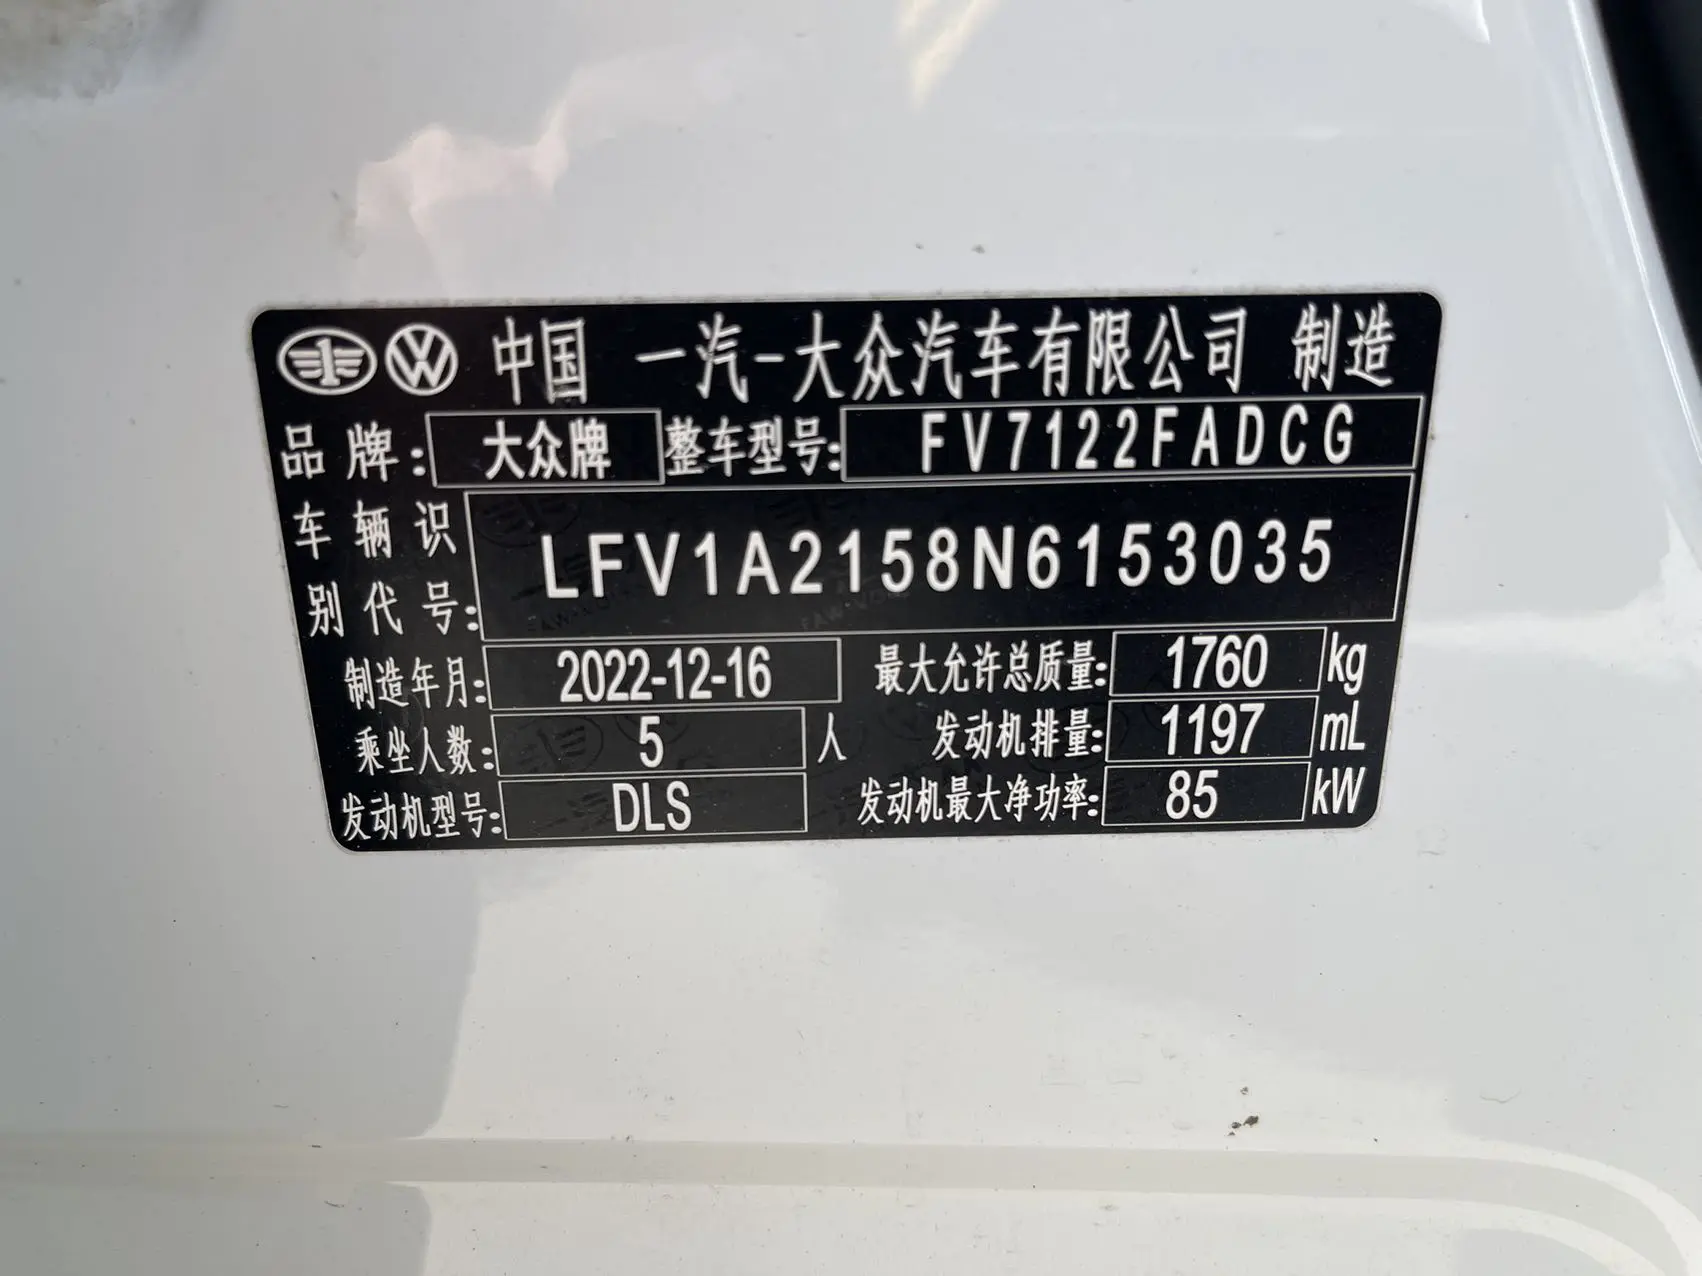 中国 一汽-大众汽车有限公司 制造
品牌: 大众牌 整车型号: FV7122FADCG
车辆识别代号: LFV1A2158N6153035
制造年月: 2022-12-16 最大允许总质量: 1760 kg
乘坐人数: 5 人 发动机排量: 1197 mL
发动机型号: DLS 发动机最大净功率: 85 kW